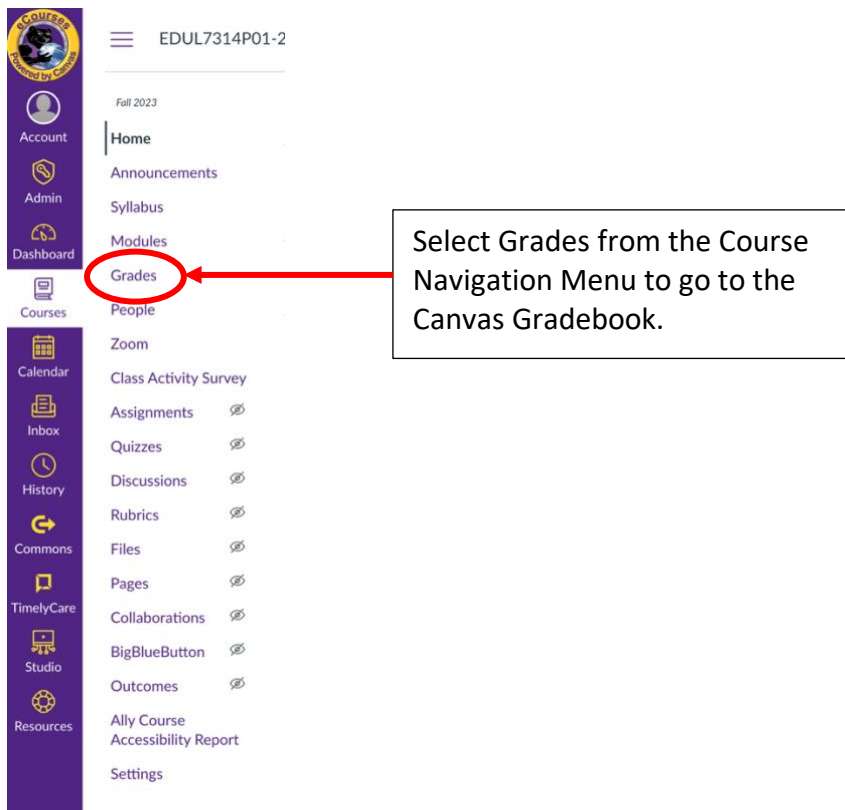 eCourses
Powered by Canvas
Account
Admin
Dashboard
Courses
Calendar
Inbox
History
Commons
TimelyCare
Studio
Resources
EDUL7314P01-2
Fall 2023
Home
Announcements
Syllabus
Modules
Grades
People
Zoom
Class Activity Survey
Assignments
Quizzes
Discussions
Rubrics
Files
Pages
Collaborations
BigBlueButton
Outcomes
Ally Course
Accessibility Report
Settings
Select Grades from the Course
Navigation Menu to go to the
Canvas Gradebook.